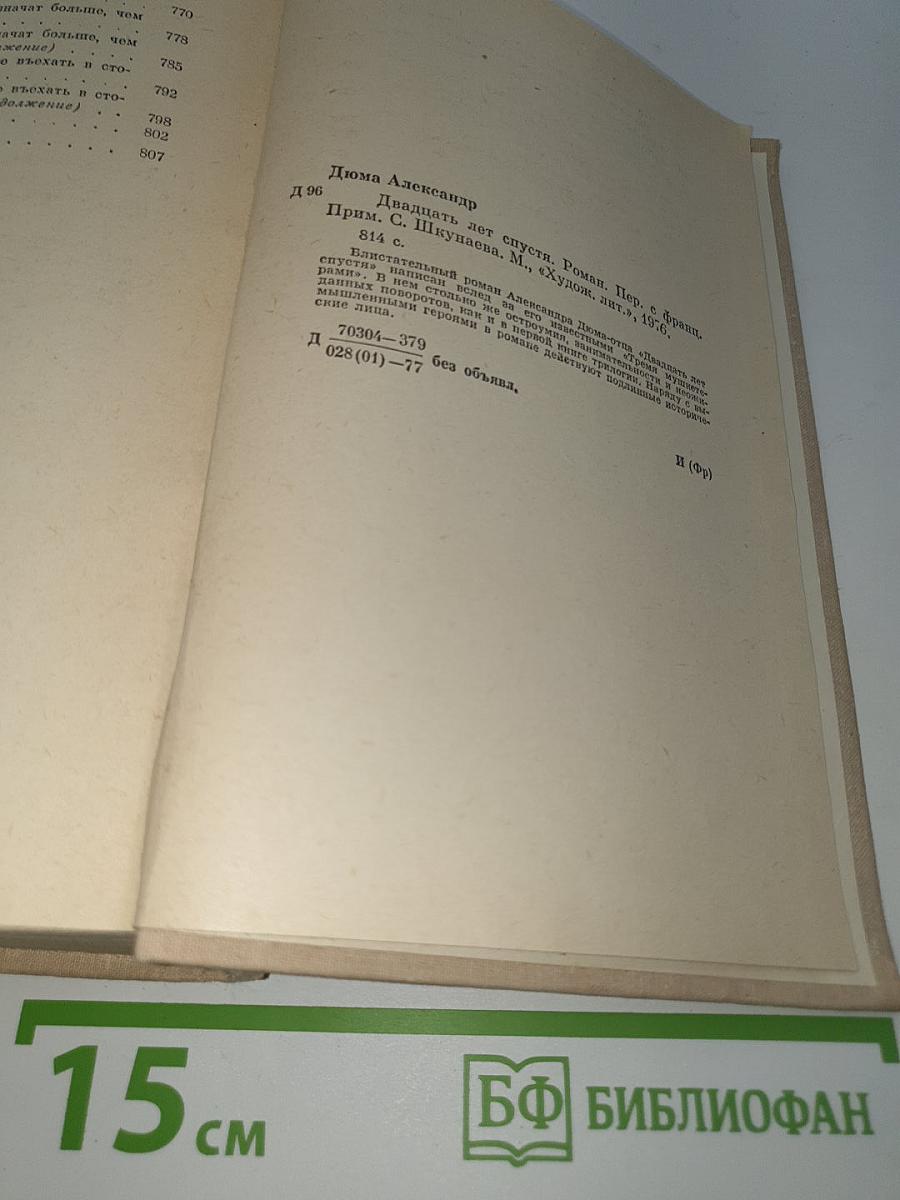 значат больше, чем
. . . . . . 770
начат больше, чем
. . . . 778
785
о въехать в сто-
. . . . . . 792
ь въехать в сто-
должение) . . 798
. . . . . . 802
. . . . . . 807
Дюма Александр
Д 96
Двадцать лет спустя. Роман. Пер. с франц.
Прим. С. Шкунаева. М., «Худож. лит.»,
814 с.
Блистательный роман Александра Дюма-отца «Двадцать лет
спустя» написан вслед за его известными «Тремя мушкете-
рами». В нем столько же остроумия, занимательности и неожи-
данных поворотов, как и в первой книге трилогии. Наряду с вы-
мышленными героями в романе действуют подлинные историче-
ские лица.
Д 70304—379
028(01)—77 без объявл.
И (Фр)
15 см
БФ БИБЛИОФАН